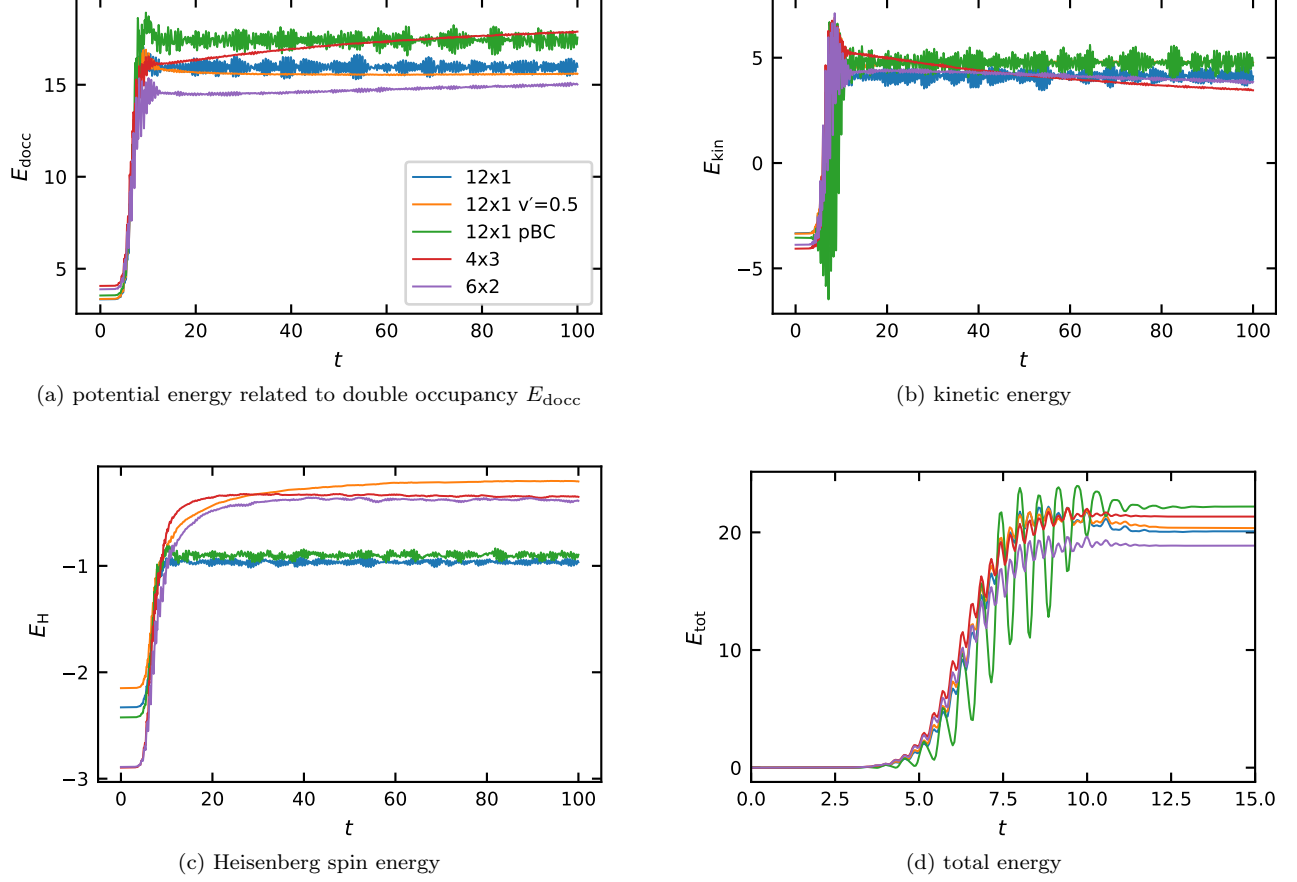 15
10
5
0
20
40
60
80
100
E_docc
t
12x1
12x1 v′=0.5
12x1 pBC
4x3
6x2
(a) potential energy related to double occupancy E_docc
5
0
−5
0
20
40
60
80
100
E_kin
t
(b) kinetic energy
−1
−2
−3
0
20
40
60
80
100
E_H
t
(c) Heisenberg spin energy
20
10
0
0.0
2.5
5.0
7.5
10.0
12.5
15.0
E_tot
t
(d) total energy